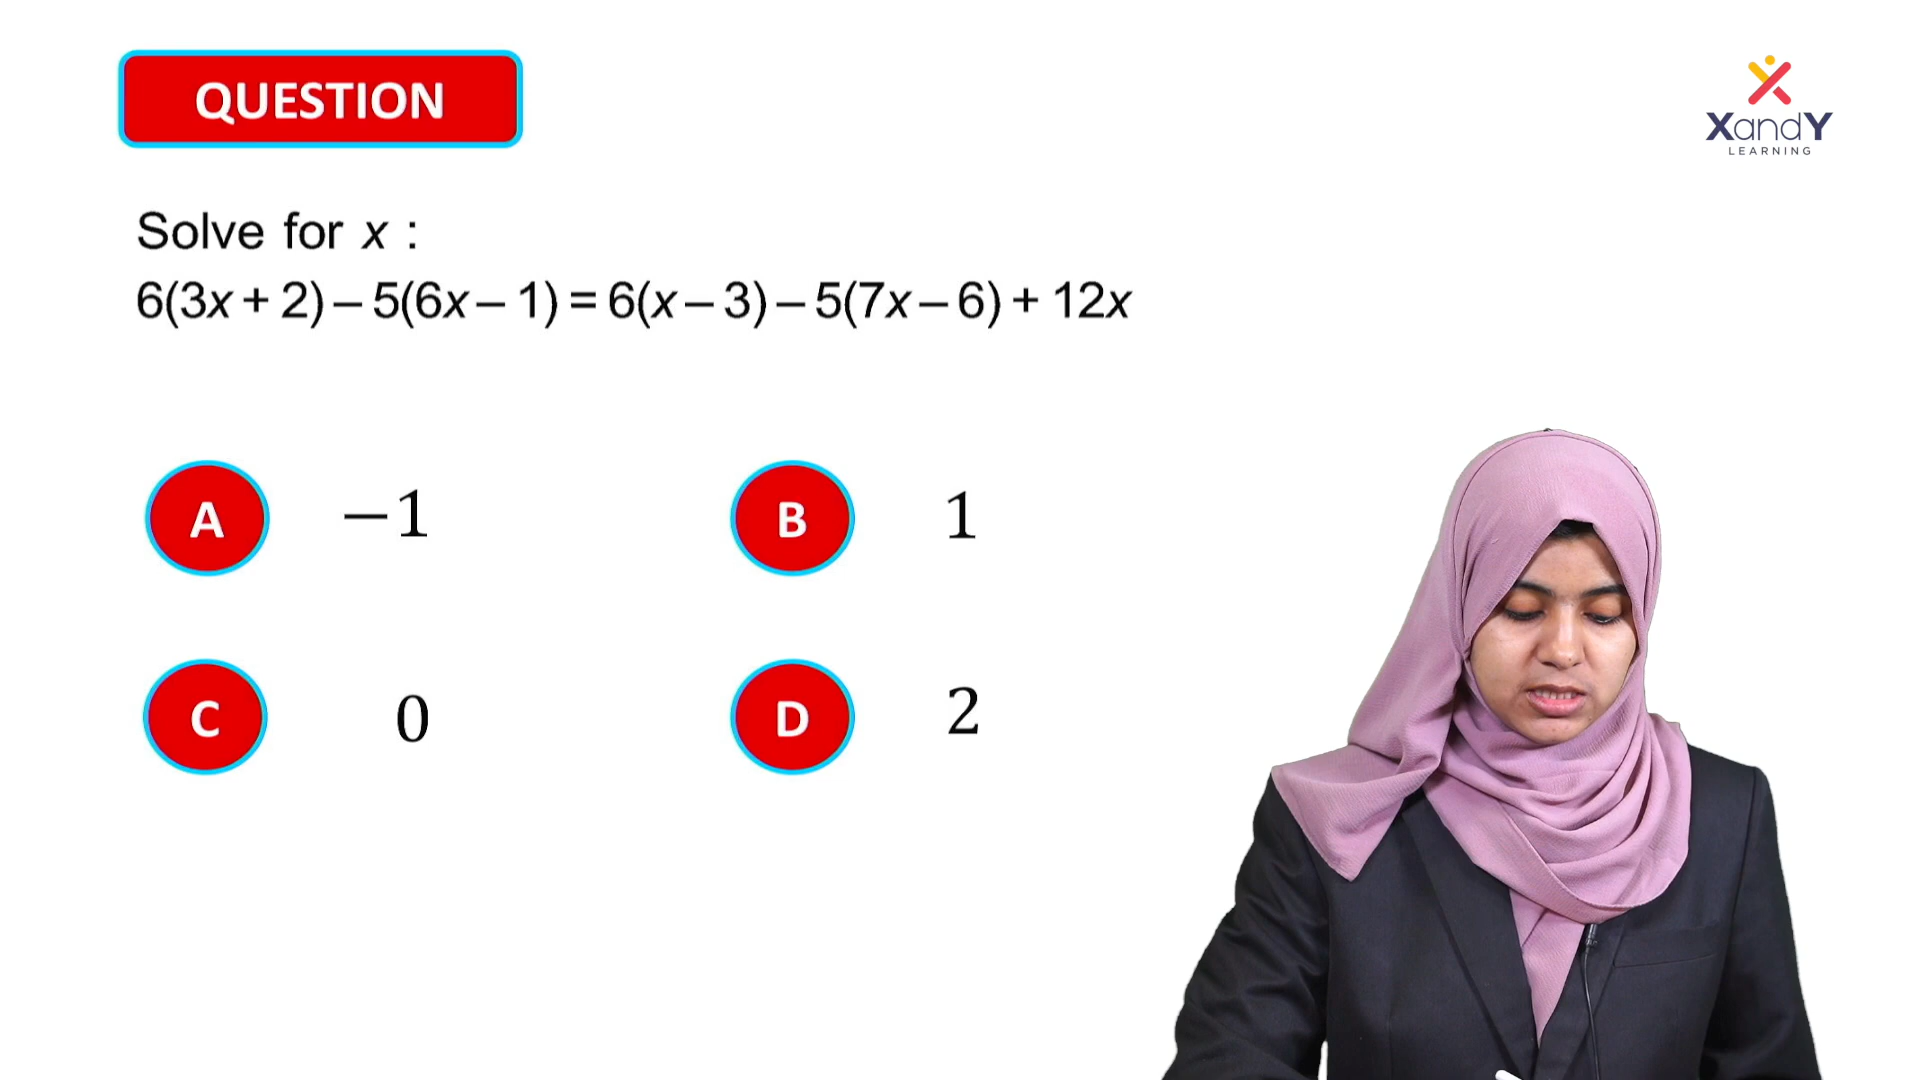 QUESTION
XandY
LEARNING
Solve for x :
6(3x + 2) – 5(6x – 1) = 6(x – 3) – 5(7x – 6) + 12x
A −1
B 1
C 0
D 2